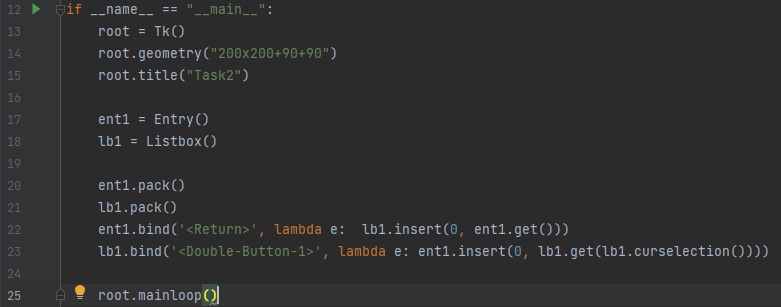 12 if __name__ == "__main__":
13     root = Tk()
14     root.geometry("200x200+90+90")
15     root.title("Task2")
16
17     ent1 = Entry()
18     lb1 = Listbox()
19
20     ent1.pack()
21     lb1.pack()
22     ent1.bind('<Return>', lambda e:  lb1.insert(0, ent1.get()))
23     lb1.bind('<Double-Button-1>', lambda e: ent1.insert(0, lb1.get(lb1.curselection())))
24
25     root.mainloop()